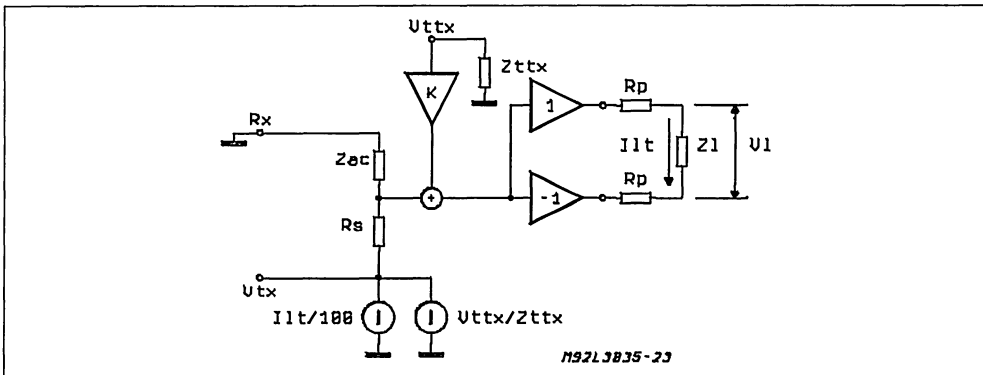 Vttx
Zttx
K
Rx
Zac
1
Rp
Ilt
Zl
Vl
+
-1
Rp
Rs
Vtx
Ilt/100
Vttx/Zttx
M92L3835-23